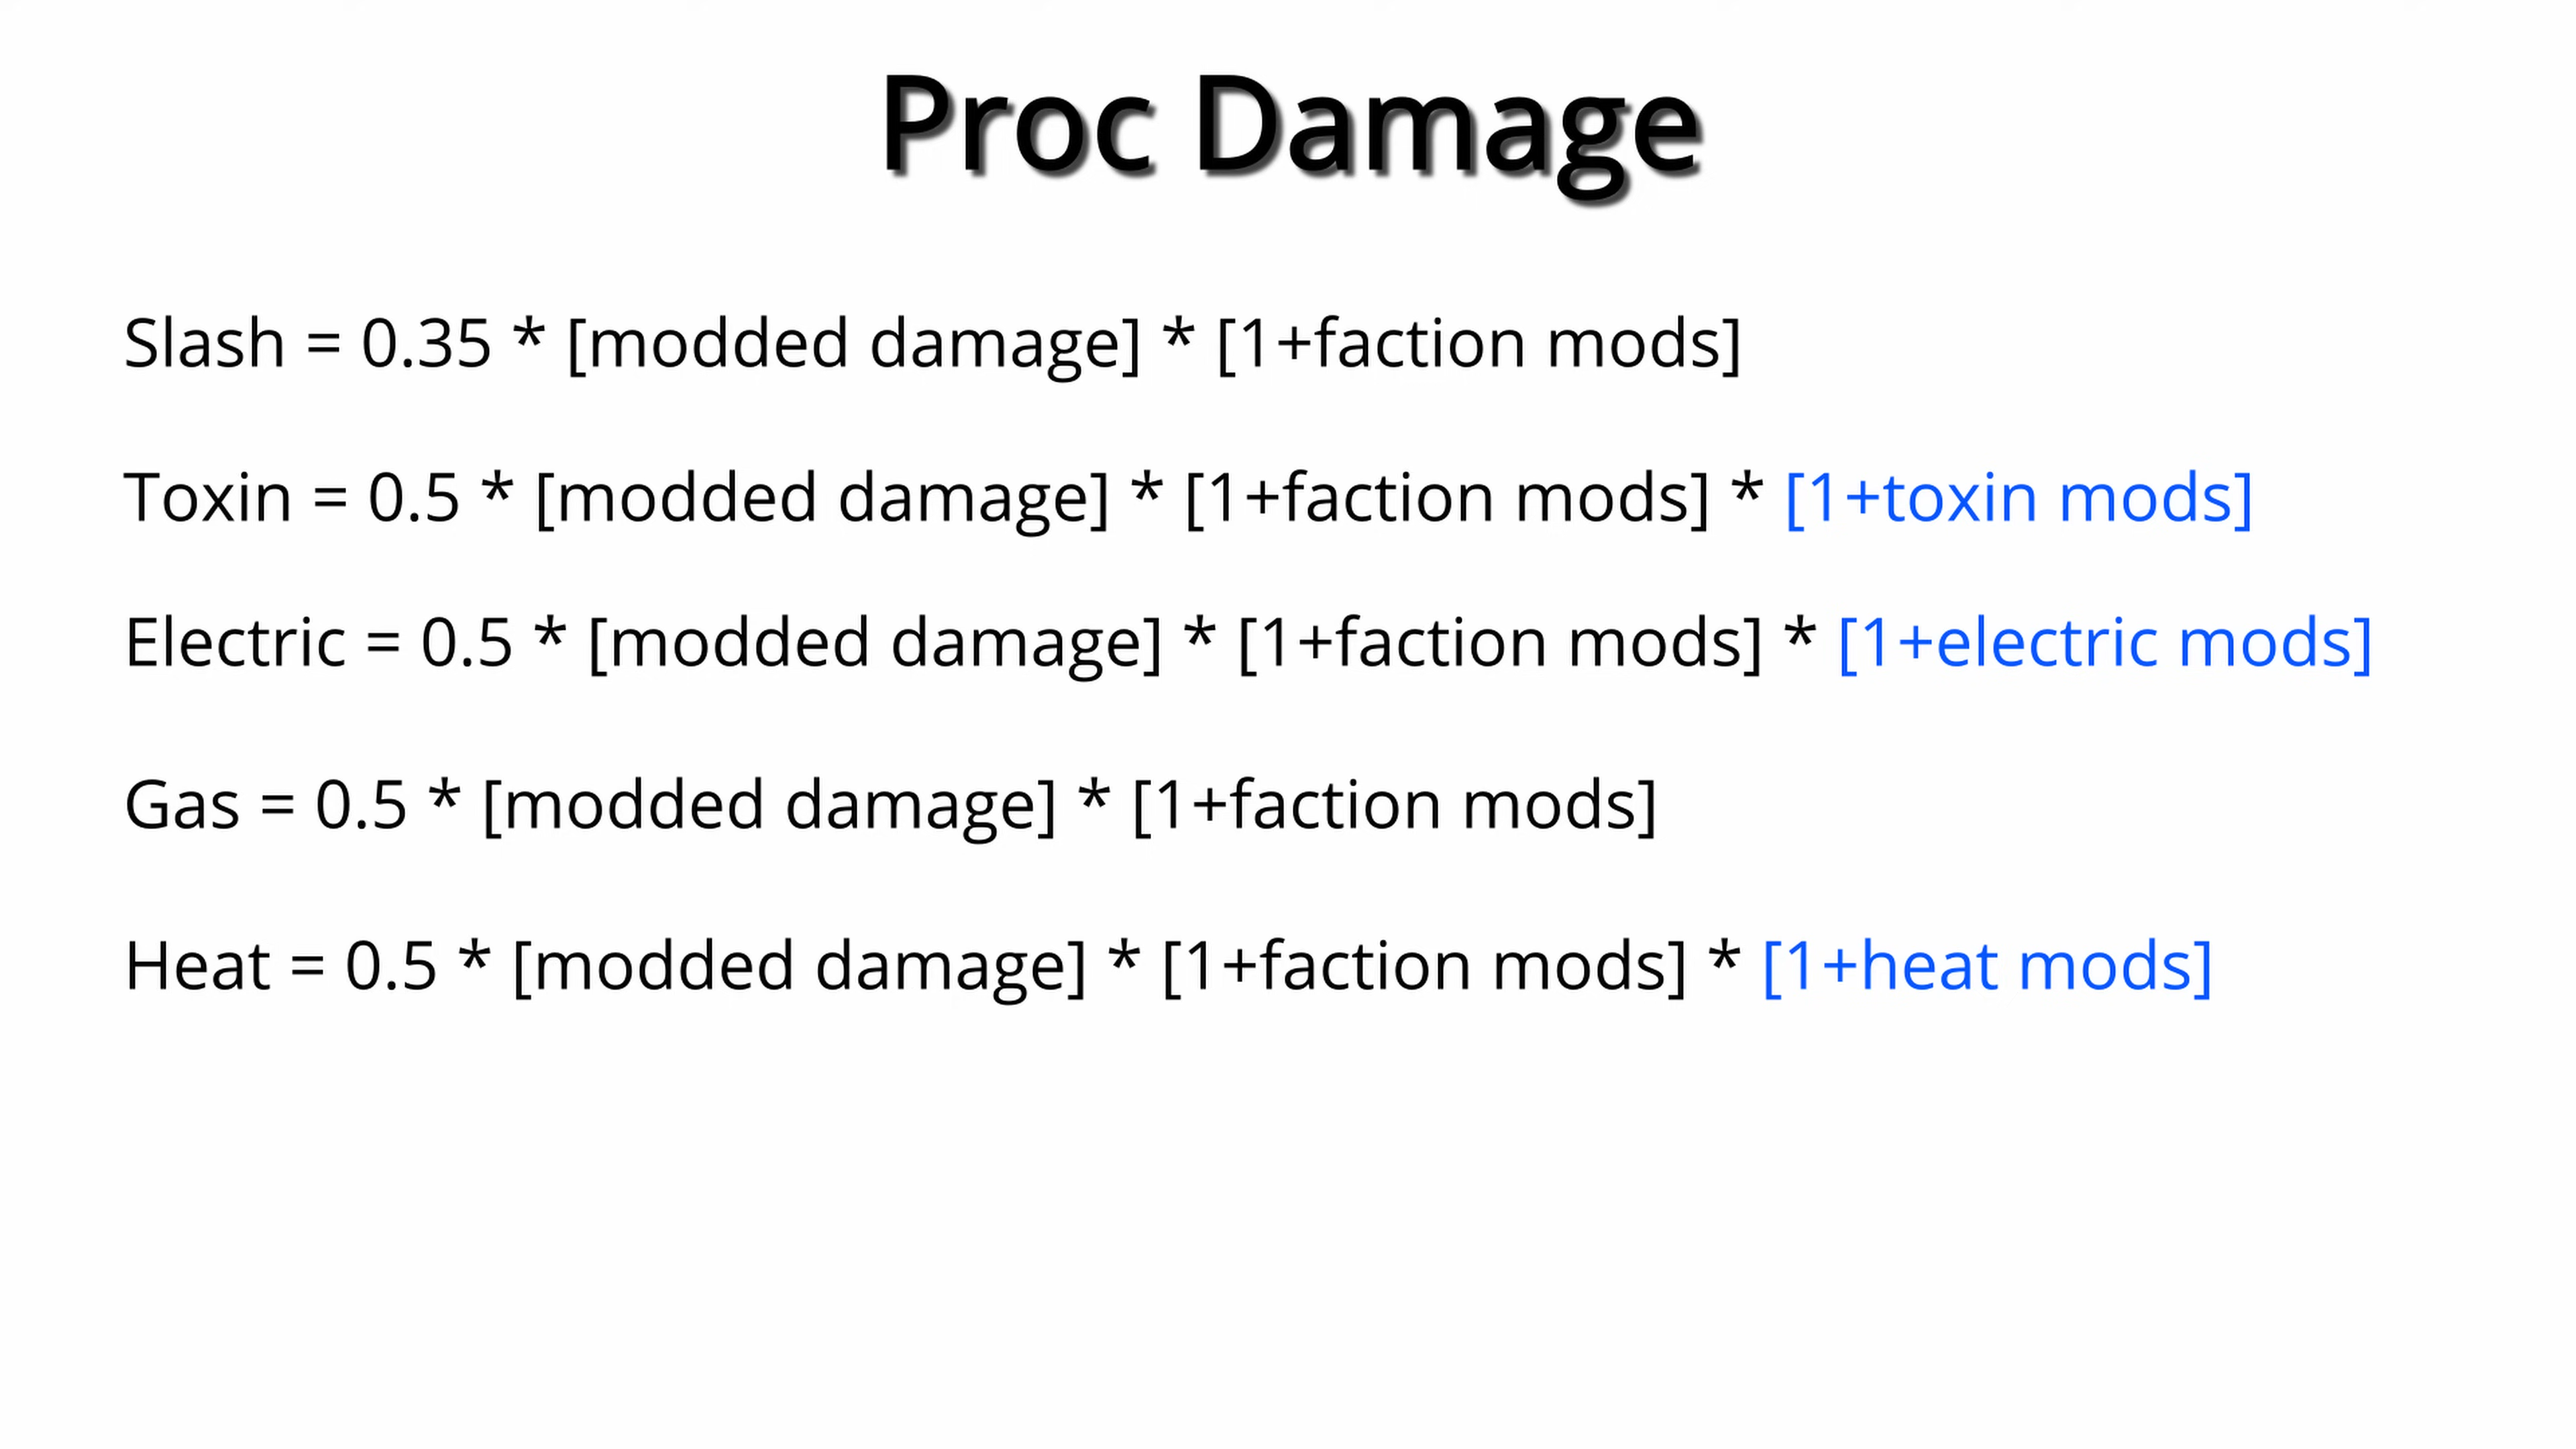 Proc Damage
Slash = 0.35 * [modded damage] * [1+faction mods]
Toxin = 0.5 * [modded damage] * [1+faction mods] * [1+toxin mods]
Electric = 0.5 * [modded damage] * [1+faction mods] * [1+electric mods]
Gas = 0.5 * [modded damage] * [1+faction mods]
Heat = 0.5 * [modded damage] * [1+faction mods] * [1+heat mods]